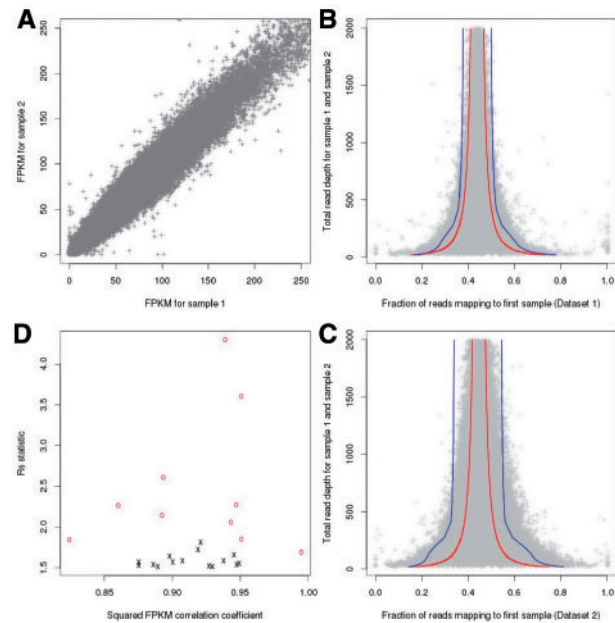 A
FPKM for sample 2
0 50 100 150 200 250
0 50 100 150 200 250
FPKM for sample 1
B
Total read depth for sample 1 and sample 2
0 500 1000 1500 2000
0.0 0.2 0.4 0.6 0.8 1.0
Fraction of reads mapping to first sample (Dataset 1)
D
Rs statistic
1.5 2.0 2.5 3.0 3.5 4.0
0.85 0.90 0.95 1.00
Squared FPKM correlation coefficient
C
Total read depth for sample 1 and sample 2
0 500 1000 1500 2000
0.0 0.2 0.4 0.6 0.8 1.0
Fraction of reads mapping to first sample (Dataset 2)